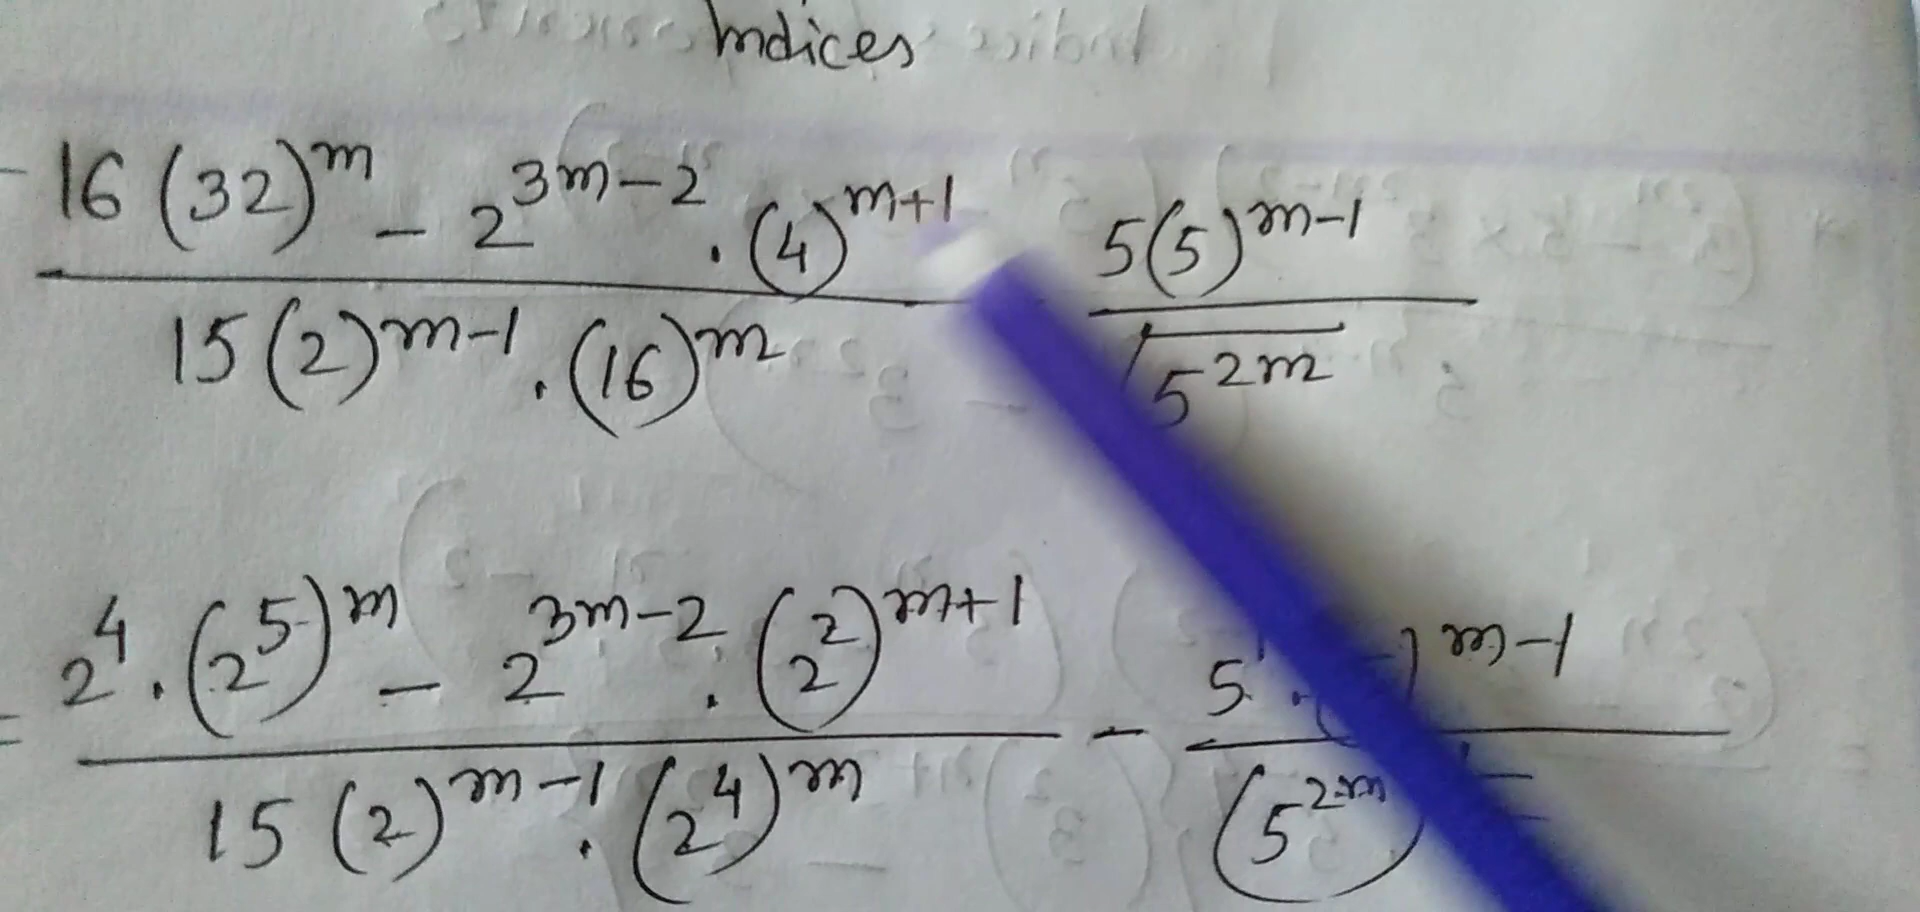 Indices
16 (32)^m - 2^{3m-2} . (4)^{m+1} 5(5)^{m-1}
15 (2)^{m-1} . (16)^m √5^{2m}
= 2^4 . (2^5)^m - 2^{3m-2} . (2^2)^{m+1} - 5^1 . ( )^{m-1}
15 (2)^{m-1} . (2^4)^m (5^{2m})